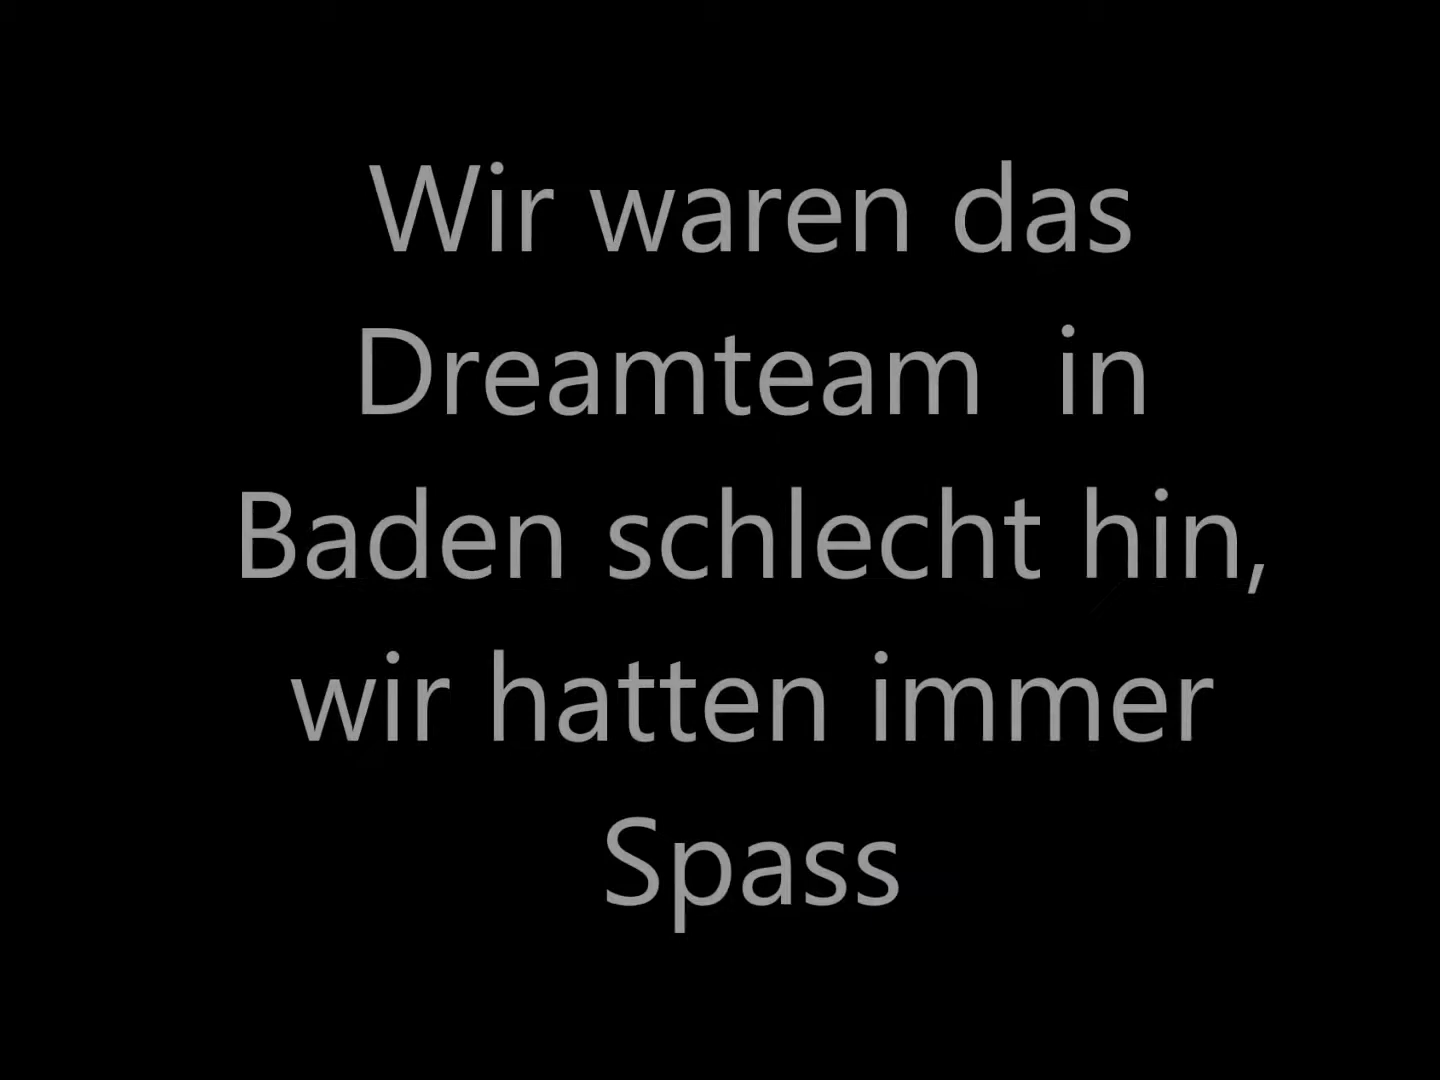 Wir waren das
Dreamteam  in
Baden schlecht hin,
wir hatten immer
Spass